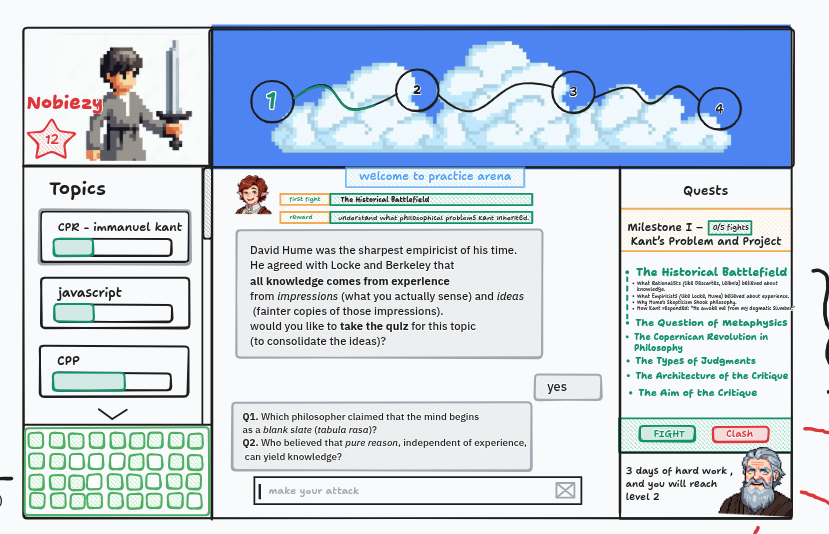 Nobiezy
12
1
2
3
4
Topics
CPR - immanuel kant
javascript
CPP
welcome to practice arena
first fight
The Historical Battlefield
reward
understand what philosophical problems Kant inherited.
David Hume was the sharpest empiricist of his time.
He agreed with Locke and Berkeley that
all knowledge comes from experience
from impressions (what you actually sense) and ideas
(fainter copies of those impressions).
would you like to take the quiz for this topic
(to consolidate the ideas)?
yes
Q1. Which philosopher claimed that the mind begins
as a blank slate (tabula rasa)?
Q2. Who believed that pure reason, independent of experience,
can yield knowledge?
make your attack
Quests
Milestone I - 0/5 fights
Kant's Problem and Project
• The Historical Battlefield
• What Rationalists (like Descartes, Leibniz) believed about
knowledge.
• What Empiricists (like Locke, Hume) believed about experience.
• Why Hume's Skepticism shook philosophy.
• How Kant responded: "He awoke me from my dogmatic slumber"
• The Question of Metaphysics
• The Copernican Revolution in
Philosophy
• The Types of Judgments
• The Architecture of the Critique
• The Aim of the Critique
FIGHT
Clash
3 days of hard work,
and you will reach
level 2